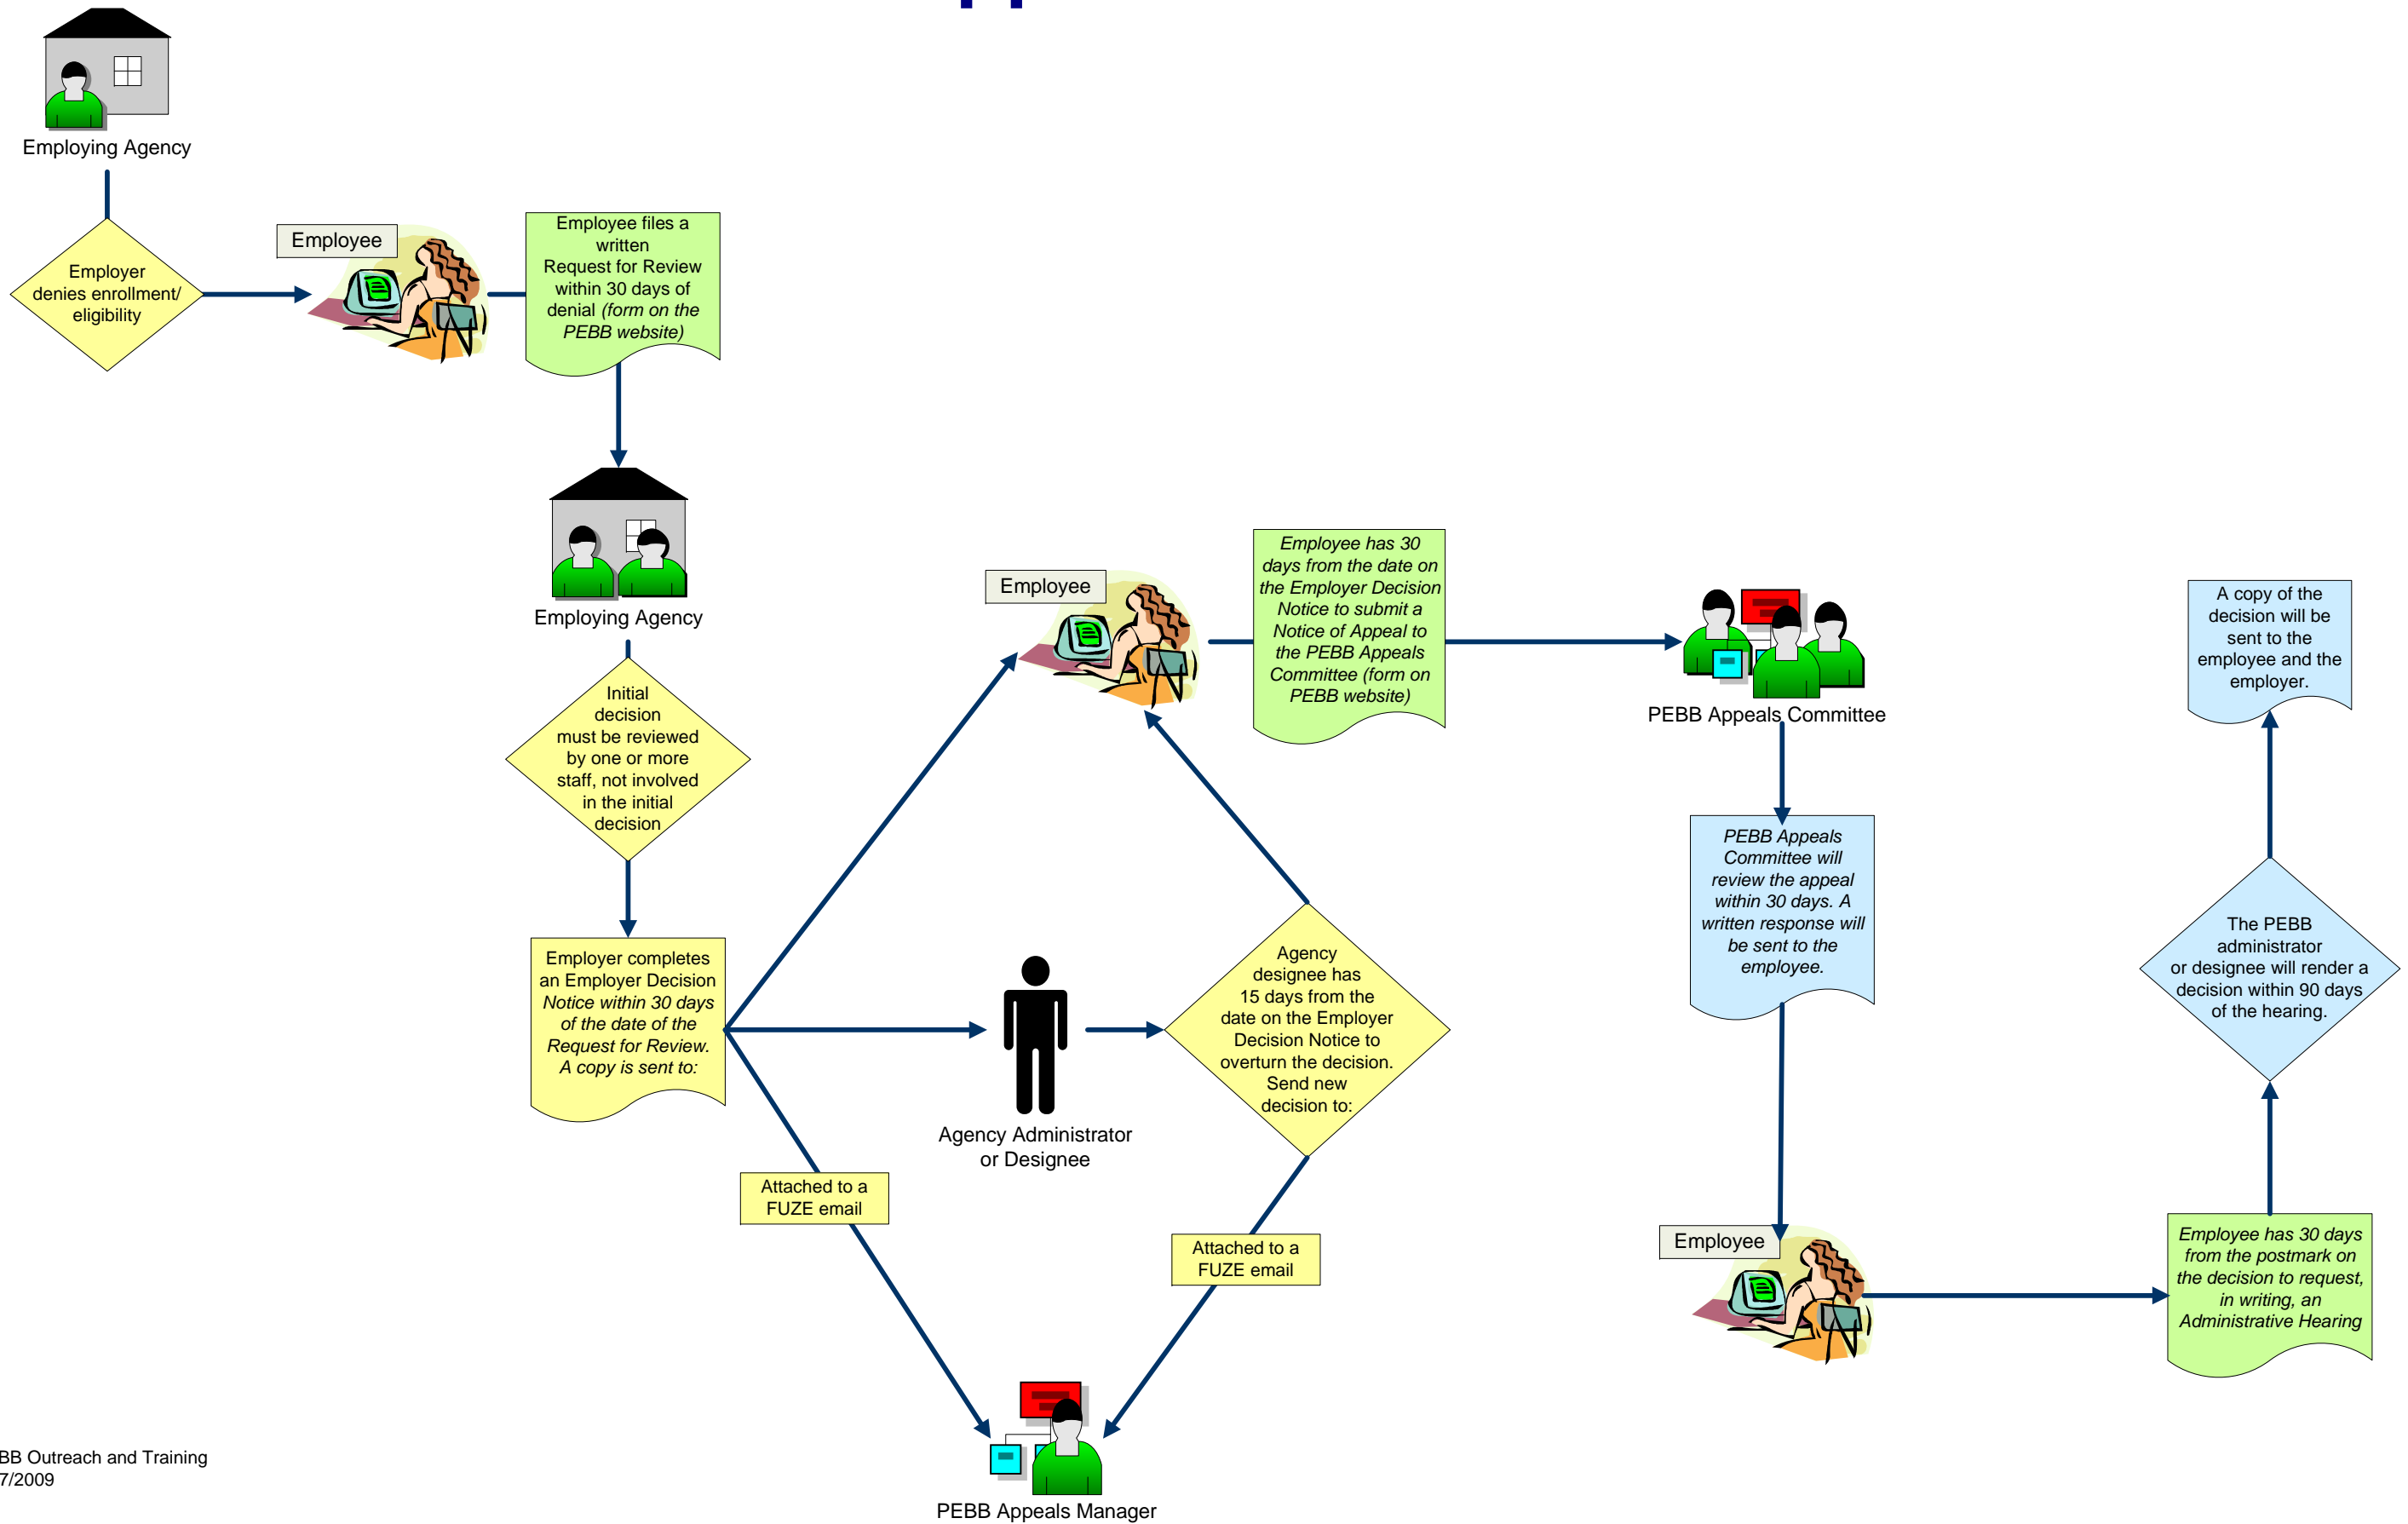 Employing Agency
Employer
denies enrollment/
eligibility
Employee
Employee files a
written
Request for Review
within 30 days of
denial (form on the
PEBB website)
Employing Agency
Initial
decision
must be reviewed
by one or more
staff, not involved
in the initial
decision
Employer completes
an Employer Decision
Notice within 30 days
of the date of the
Request for Review.
A copy is sent to:
Attached to a
FUZE email
Agency Administrator
or Designee
Agency
designee has
15 days from the
date on the Employer
Decision Notice to
overturn the decision.
Send new
decision to:
Attached to a
FUZE email
PEBB Appeals Manager
Employee
Employee has 30
days from the date on
the Employer Decision
Notice to submit a
Notice of Appeal to
the PEBB Appeals
Committee (form on
PEBB website)
PEBB Appeals Committee
PEBB Appeals
Committee will
review the appeal
within 30 days. A
written response will
be sent to the
employee.
Employee
Employee has 30 days
from the postmark on
the decision to request,
in writing, an
Administrative Hearing
The PEBB
administrator
or designee will render a
decision within 90 days
of the hearing.
A copy of the
decision will be
sent to the
employee and the
employer.
BB Outreach and Training
7/2009